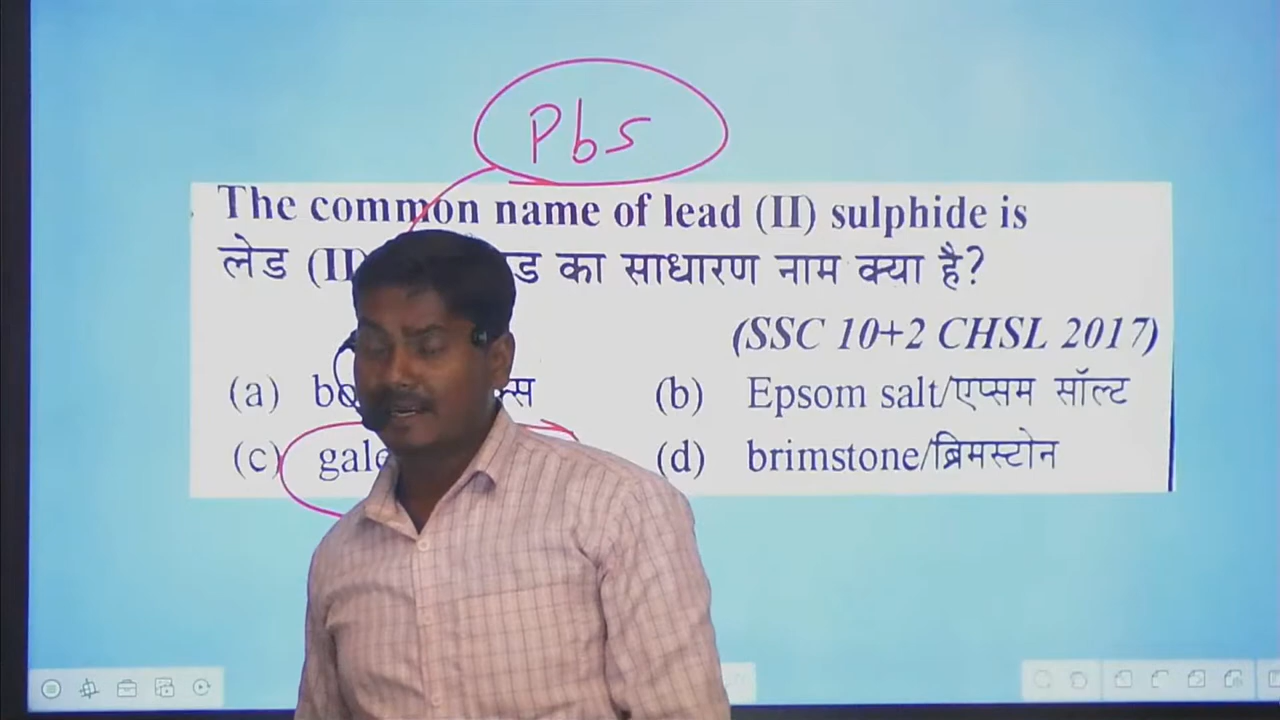 Pbs
The common name of lead (II) sulphide is
लेड (II) का साधारण नाम क्या है?
(SSC 10+2 CHSL 2017)
(a) (b) Epsom salt/एप्सम सॉल्ट
(c) (d) brimstone/ब्रिमस्टोन